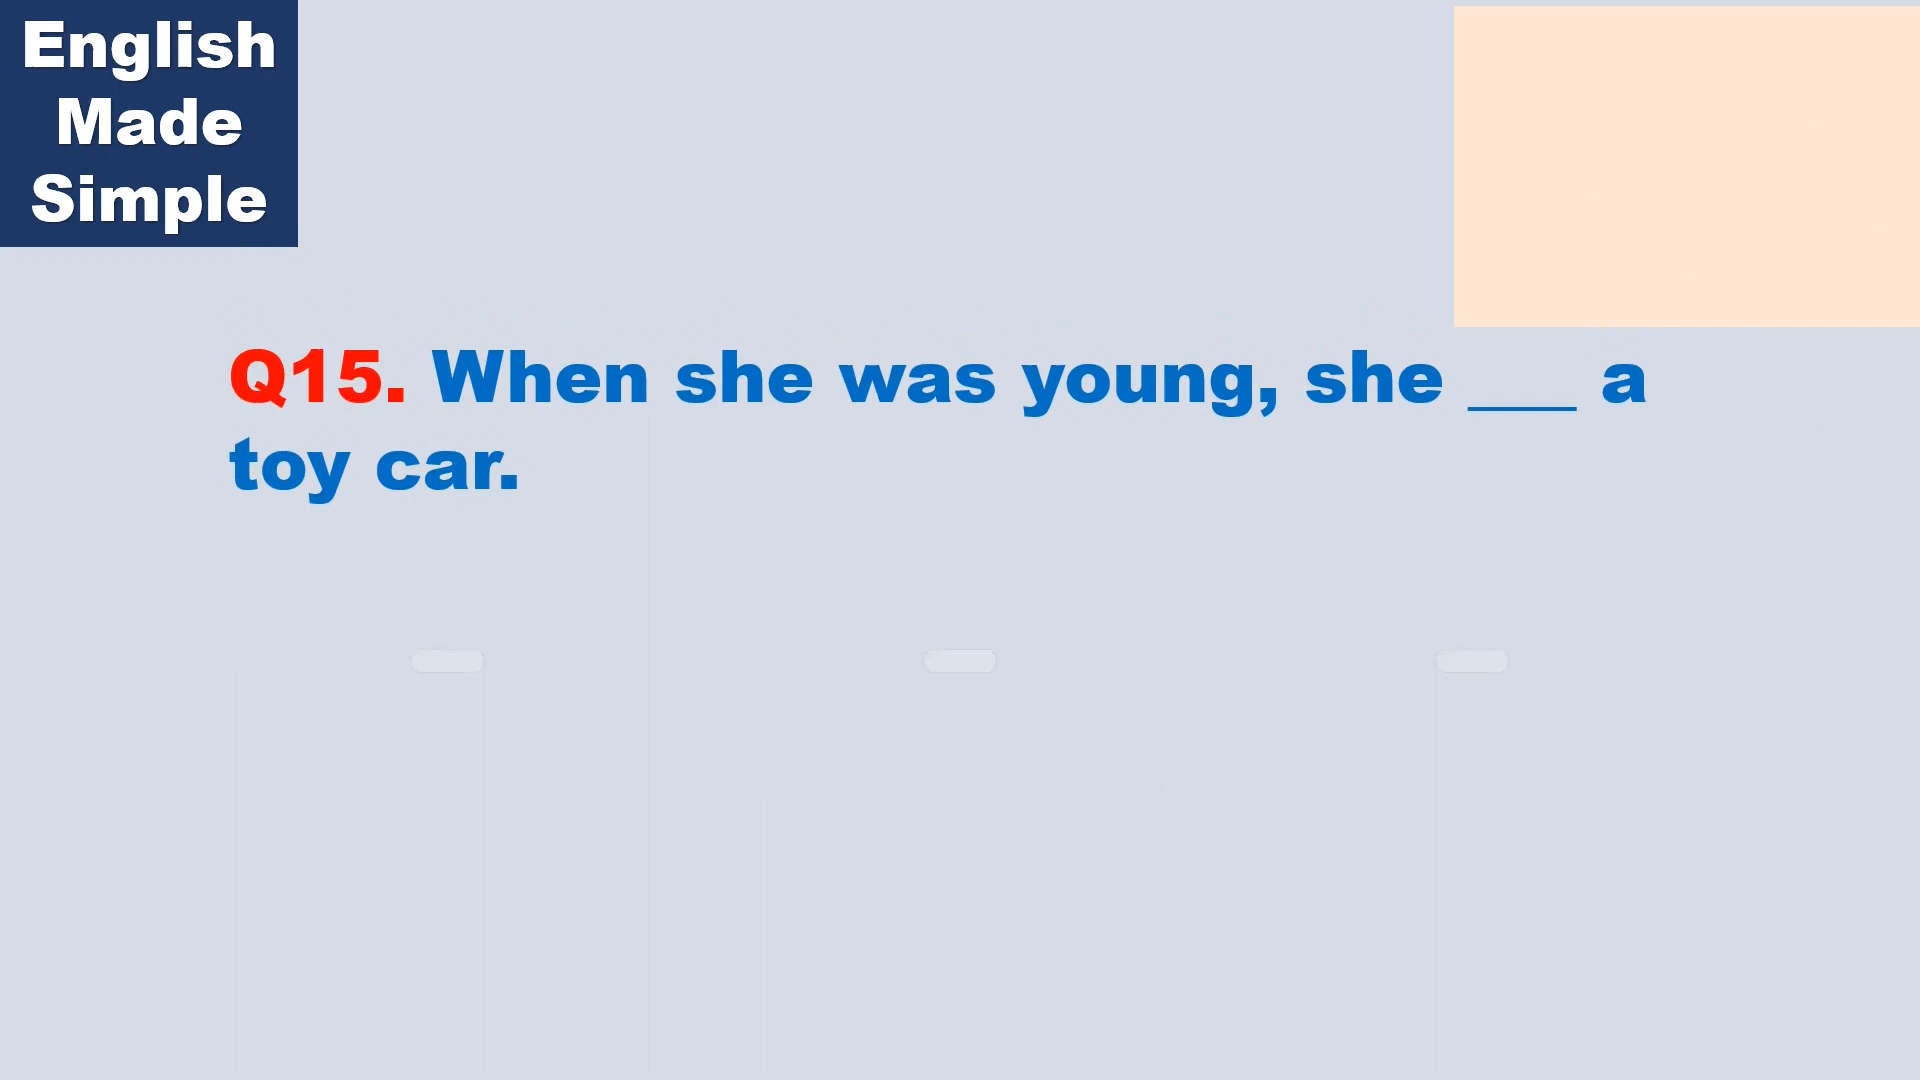 English
Made
Simple
Q15. When she was young, she ___ a
toy car.